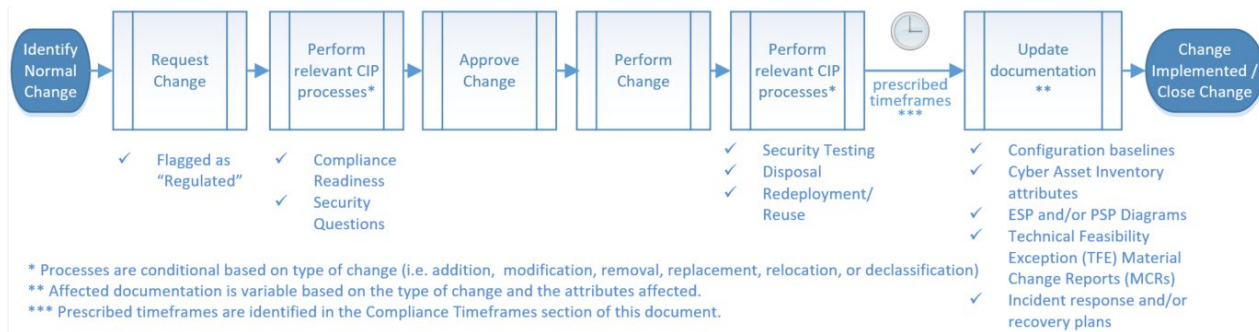 Identify
Normal
Change
Request
Change
Perform
relevant CIP
processes*
Approve
Change
Perform
Change
Perform
relevant CIP
processes*
prescribed
timeframes
***
Update
documentation
**
Change
Implemented /
Close Change
Flagged as
“Regulated”
Compliance
Readiness
Security
Questions
Security Testing
Disposal
Redeployment/
Reuse
Configuration baselines
Cyber Asset Inventory
attributes
ESP and/or PSP Diagrams
Technical Feasibility
Exception (TFE) Material
Change Reports (MCRs)
Incident response and/or
recovery plans
* Processes are conditional based on type of change (i.e. addition, modification, removal, replacement, relocation, or declassification)
** Affected documentation is variable based on the type of change and the attributes affected.
*** Prescribed timeframes are identified in the Compliance Timeframes section of this document.